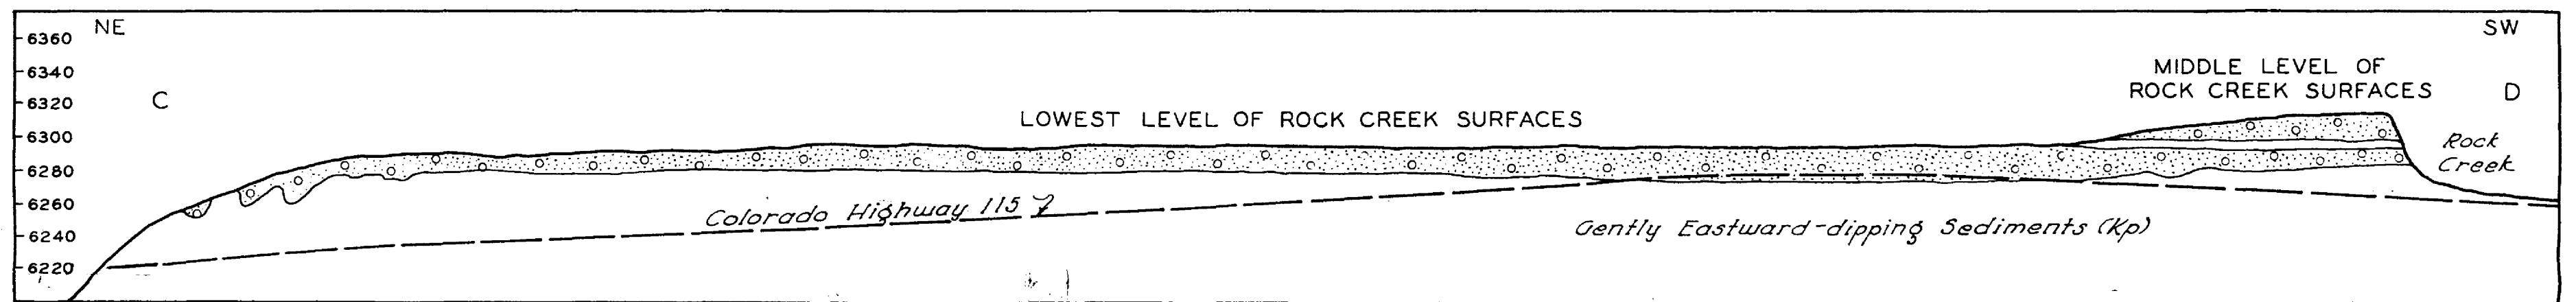 NE
SW
6360
6340
6320
6300
6280
6260
6240
6220
C
D
MIDDLE LEVEL OF
ROCK CREEK SURFACES
LOWEST LEVEL OF ROCK CREEK SURFACES
Rock
Creek
Colorado Highway 115
Gently Eastward-dipping Sediments (Kp)